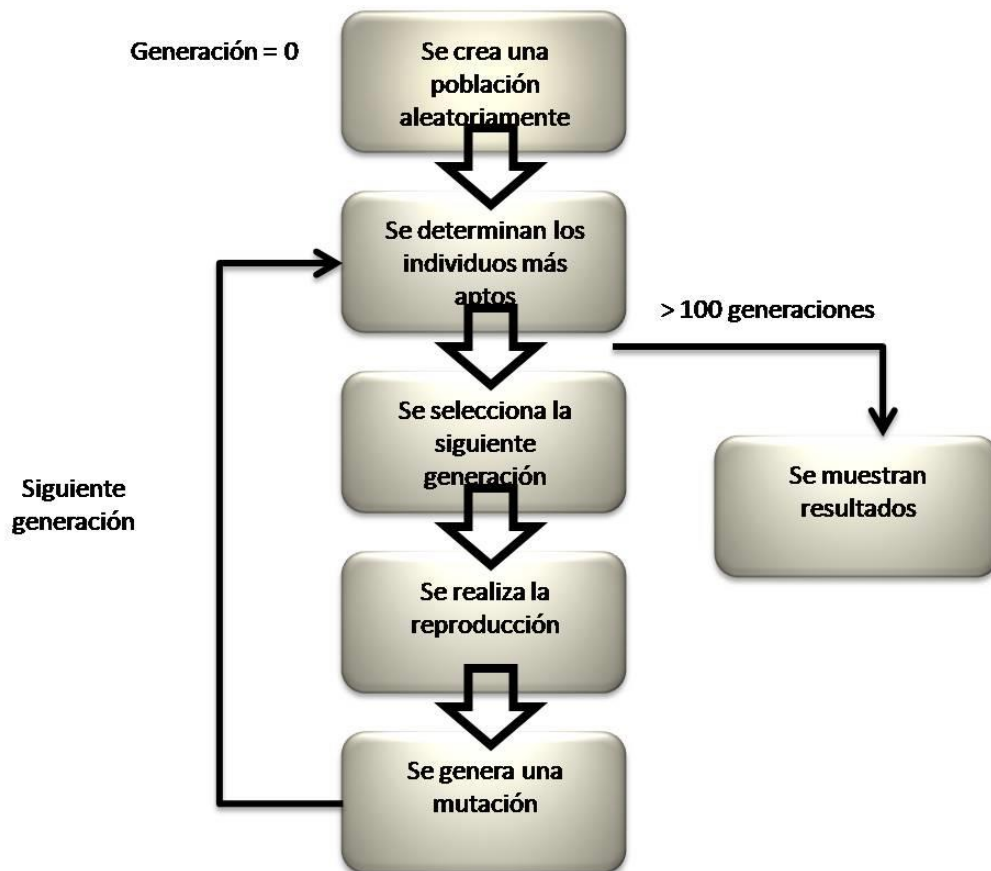 Generación = 0
Se crea una
población
aleatoriamente
Se determinan los
individuos más
aptos
> 100 generaciones
Se selecciona la
siguiente
generación
Se muestran
resultados
Siguiente
generación
Se realiza la
reproducción
Se genera una
mutación